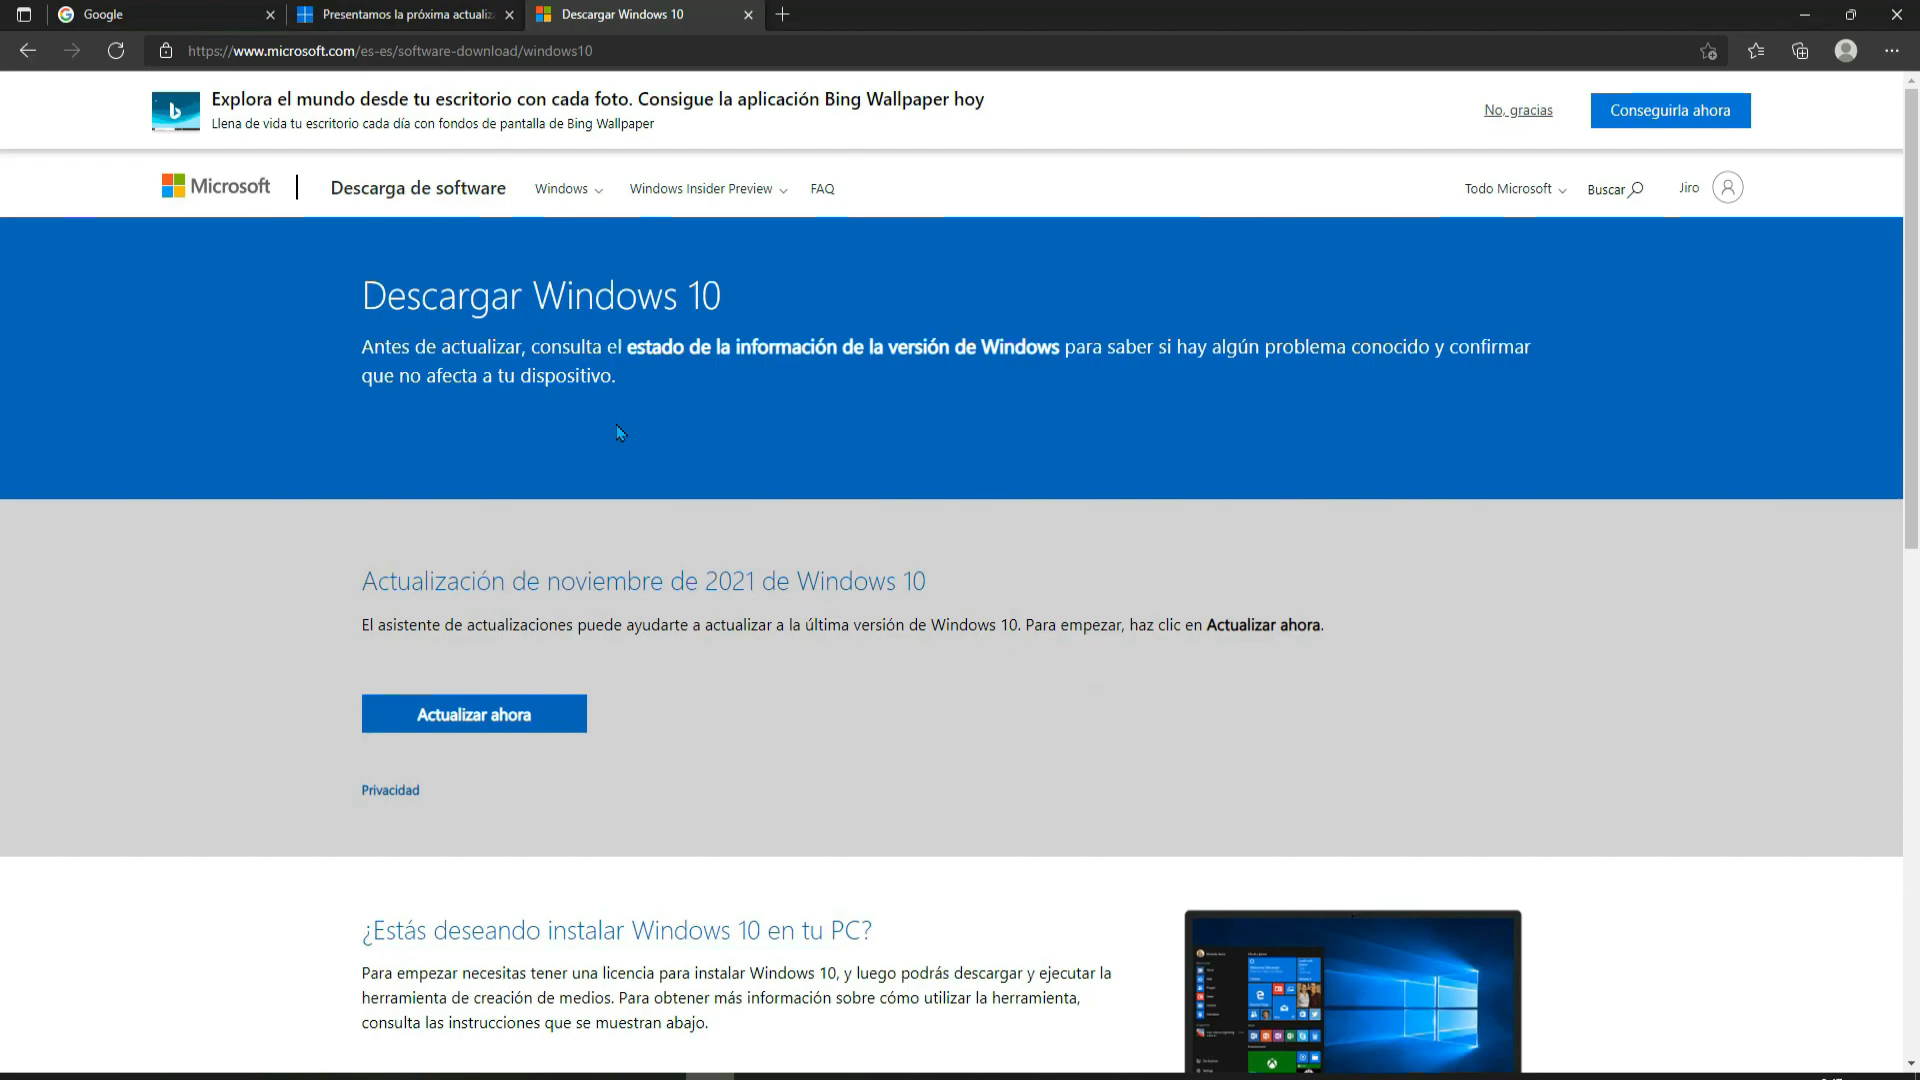 Google
Presentamos la próxima actualiz
Descargar Windows 10
https://www.microsoft.com/es-es/software-download/windows10
Explora el mundo desde tu escritorio con cada foto. Consigue la aplicación Bing Wallpaper hoy
Llena de vida tu escritorio cada día con fondos de pantalla de Bing Wallpaper
No, gracias
Conseguirla ahora
Microsoft
Descarga de software
Windows
Windows Insider Preview
FAQ
Todo Microsoft
Buscar
Jiro
Descargar Windows 10
Antes de actualizar, consulta el estado de la información de la versión de Windows para saber si hay algún problema conocido y confirmar
que no afecta a tu dispositivo.
Actualización de noviembre de 2021 de Windows 10
El asistente de actualizaciones puede ayudarte a actualizar a la última versión de Windows 10. Para empezar, haz clic en Actualizar ahora.
Actualizar ahora
Privacidad
¿Estás deseando instalar Windows 10 en tu PC?
Para empezar necesitas tener una licencia para instalar Windows 10, y luego podrás descargar y ejecutar la
herramienta de creación de medios. Para obtener más información sobre cómo utilizar la herramienta,
consulta las instrucciones que se muestran abajo.